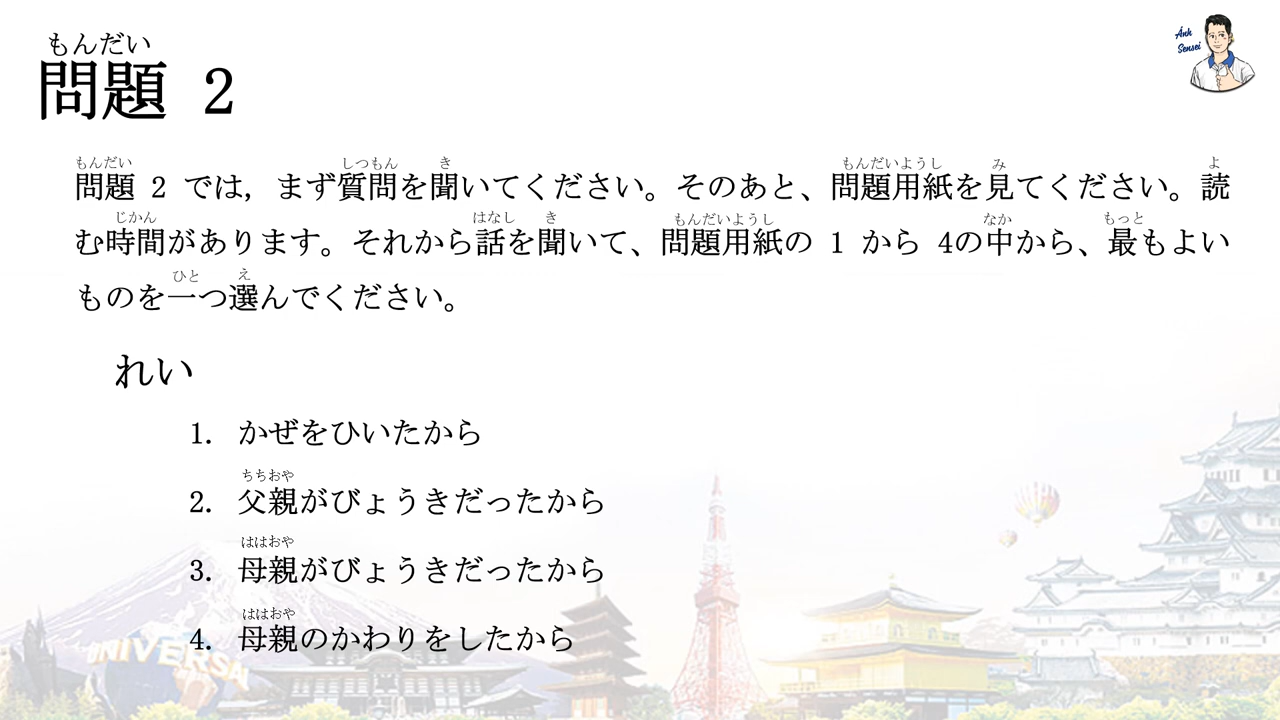 もんだい
問題 2
Ánh
Sensei
もんだい しつもん き もんだいようし み よ
問題 2 では, まず質問を聞いてください。そのあと、問題用紙を見てください。読
じかん はなし き もんだいようし なか もっと
む時間があります。それから話を聞いて、問題用紙の 1 から 4の中から、最もよい
ひと え
ものを一つ選んでください。
れい
1. かぜをひいたから
ちちおや
2. 父親がびょうきだったから
ははおや
3. 母親がびょうきだったから
ははおや
4. 母親のかわりをしたから
UNIVERSAL